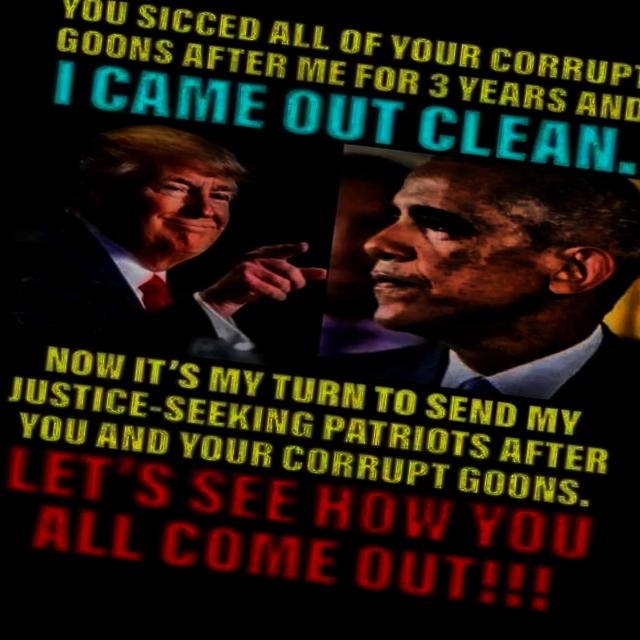 YOU SICCED ALL OF YOUR CORRUPT
GOONS AFTER ME FOR 3 YEARS AND
I CAME OUT CLEAN.
NOW IT'S MY TURN TO SEND MY
JUSTICE-SEEKING PATRIOTS AFTER
YOU AND YOUR CORRUPT GOONS.
LET'S SEE HOW YOU
ALL COME OUT!!!